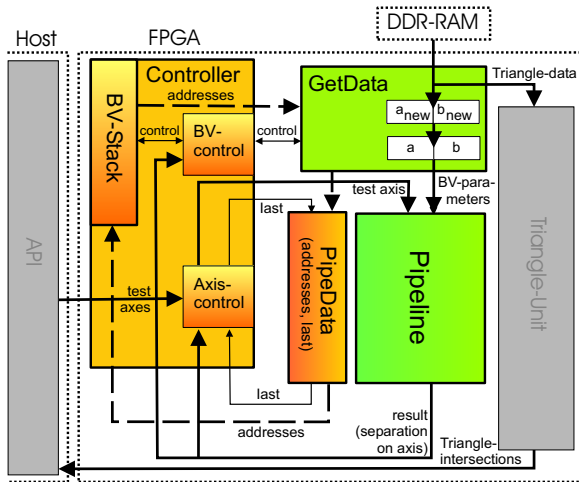 DDR-RAM
Host
FPGA
Triangle-data
Controller
addresses
GetData
BV-Stack
a new
b new
control
BV-
control
control
a
b
test axis
BV-para-
meters
last
API
PipeData
(addresses, last)
Pipeline
Triangle-Unit
test
axes
Axis-
control
last
addresses
result
(separation
on axis)
Triangle-
intersections